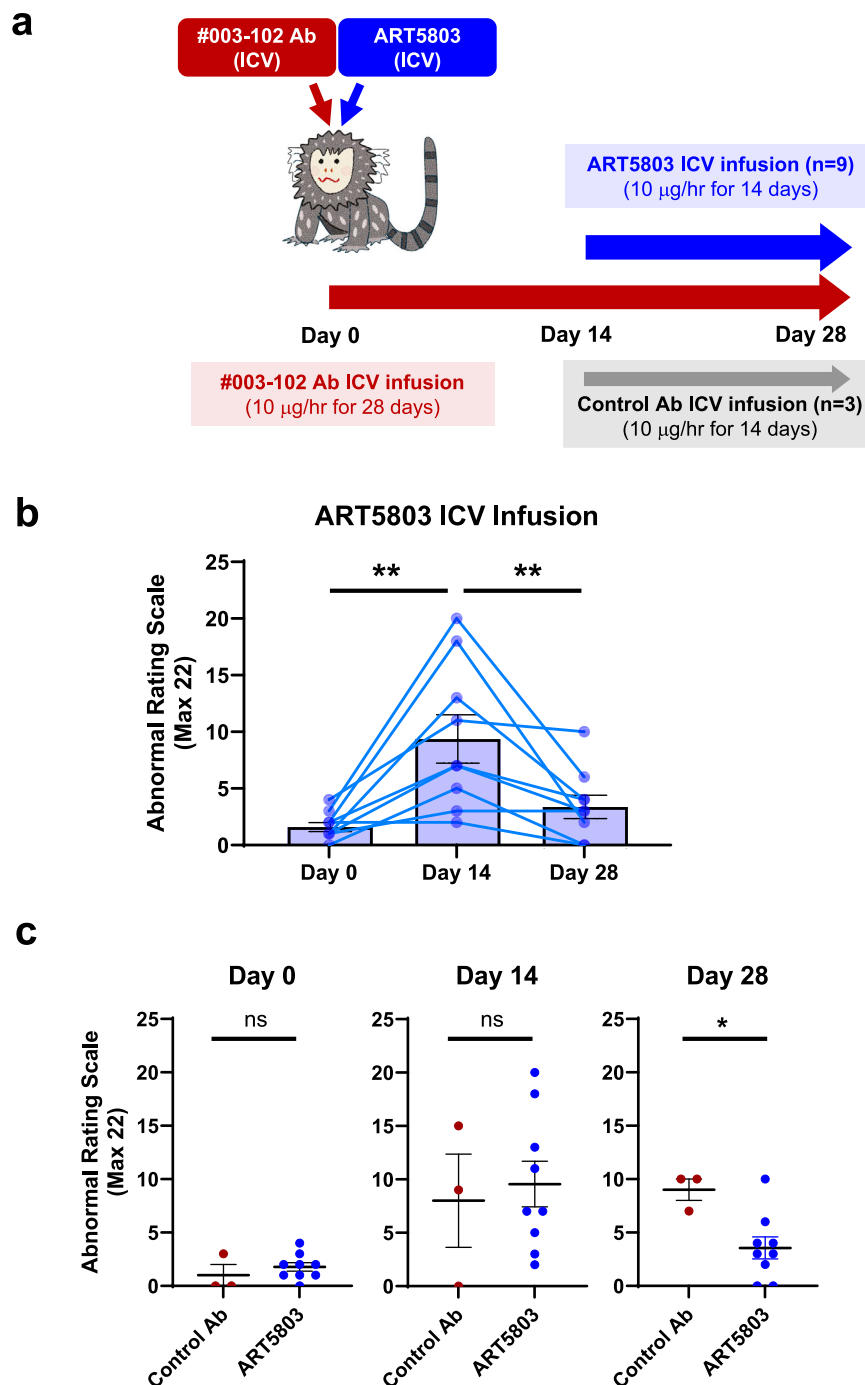 a
#003-102 Ab
(ICV)
ART5803
(ICV)
ART5803 ICV infusion (n=9)
(10 μg/hr for 14 days)
Day 0
Day 14
Day 28
#003-102 Ab ICV infusion
(10 μg/hr for 28 days)
Control Ab ICV infusion (n=3)
(10 μg/hr for 14 days)
b
ART5803 ICV Infusion
Abnormal Rating Scale
(Max 22)
25
20
15
10
5
0
**
**
Day 0
Day 14
Day 28
c
Abnormal Rating Scale
(Max 22)
Day 0
25
20
15
10
5
0
ns
Control Ab
ART5803
Day 14
25
20
15
10
5
0
ns
Control Ab
ART5803
Day 28
25
20
15
10
5
0
*
Control Ab
ART5803